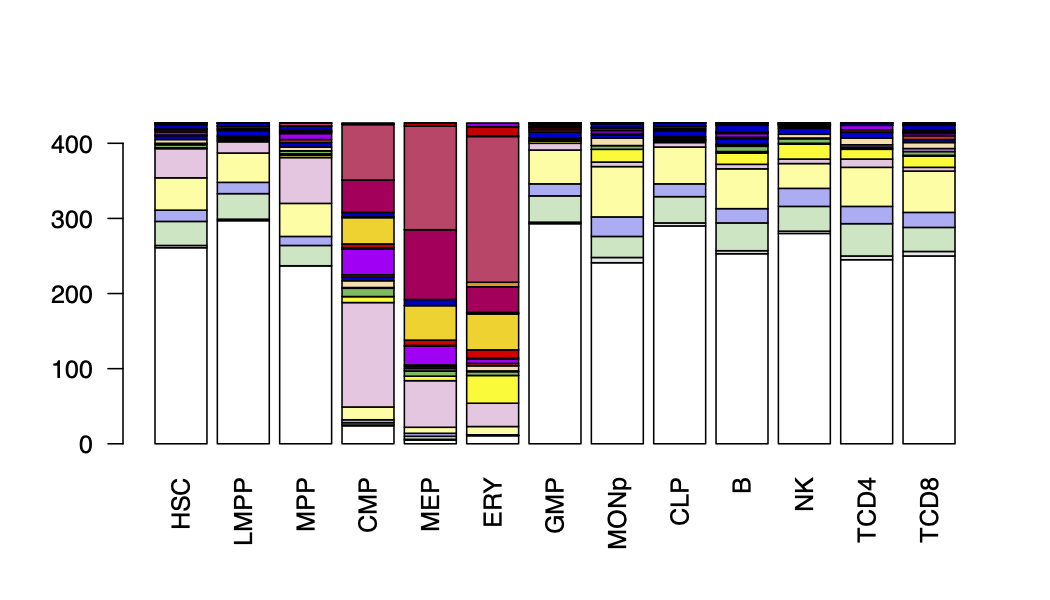 400
300
200
100
0
HSC
LMPP
MPP
CMP
MEP
ERY
GMP
MONp
CLP
B
NK
TCD4
TCD8